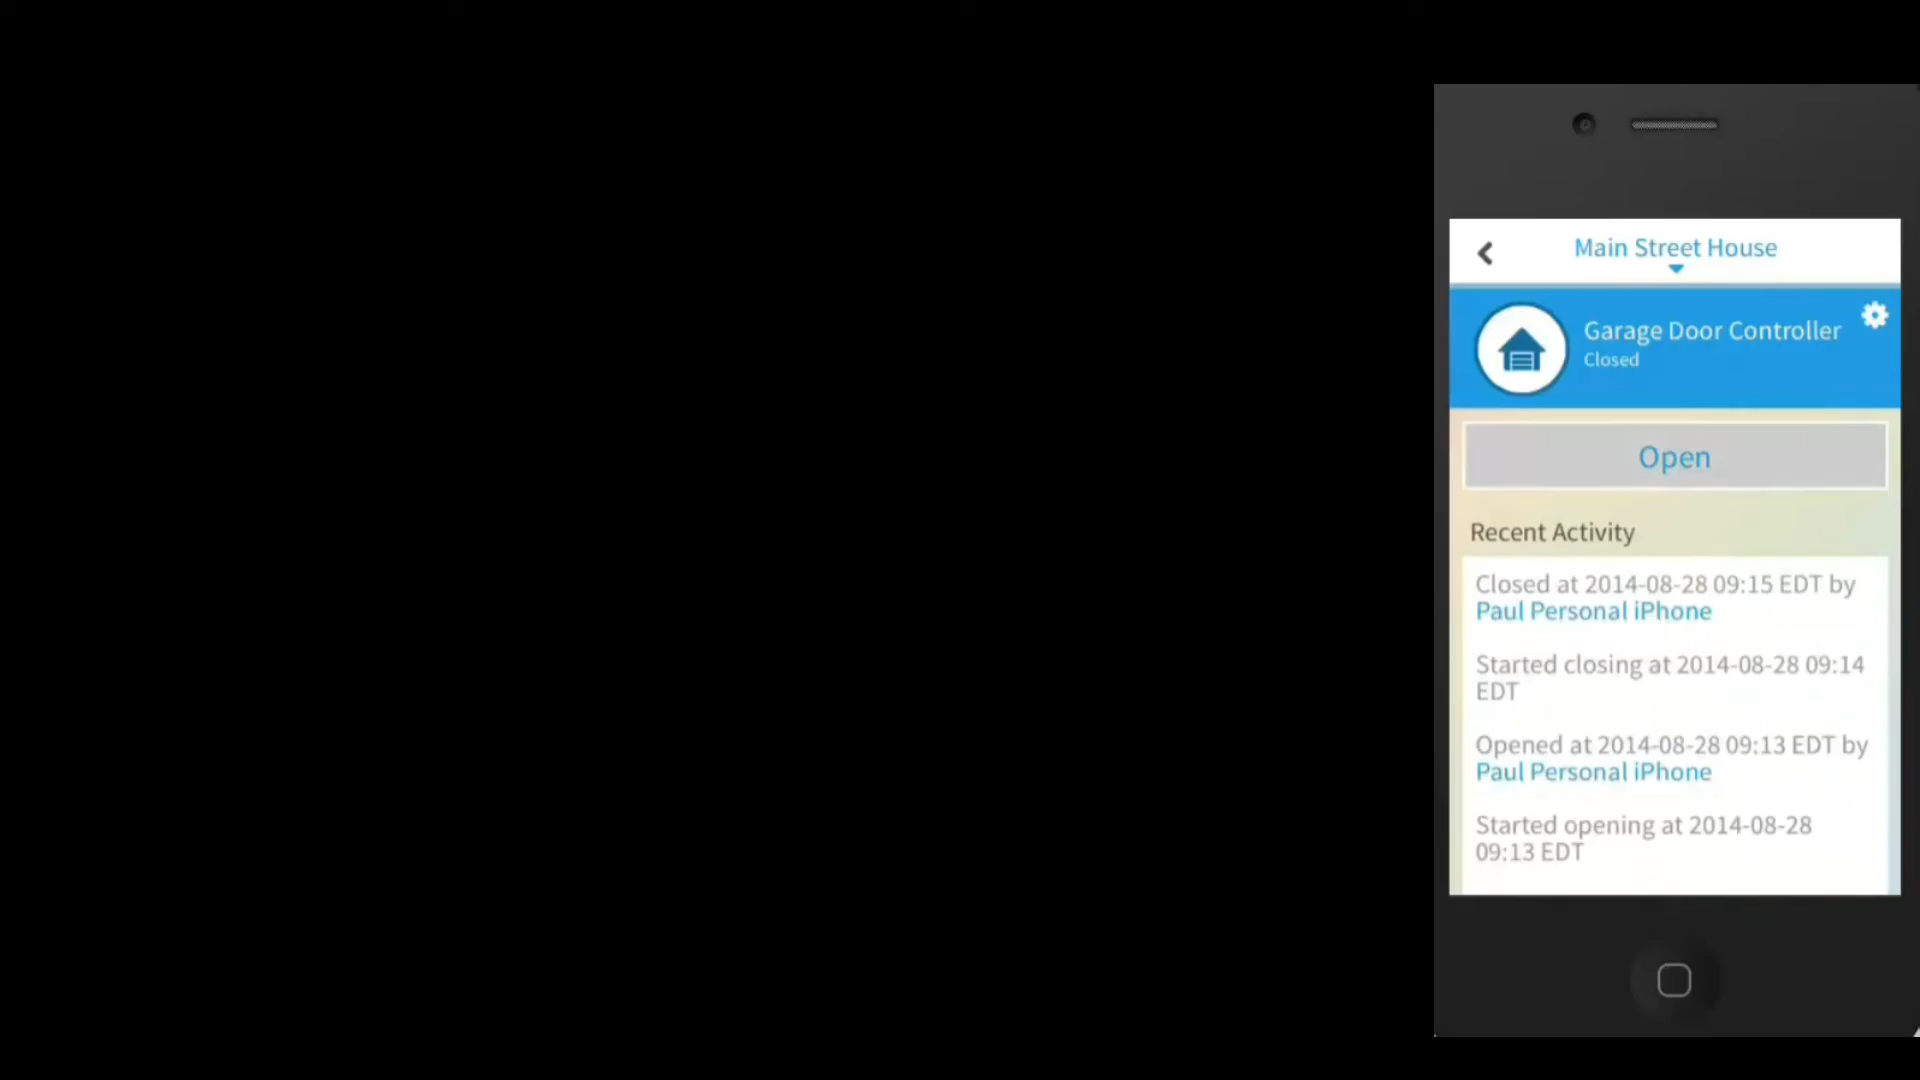 Main Street House
Garage Door Controller
Closed
Open
Recent Activity
Closed at 2014-08-28 09:15 EDT by
Paul Personal iPhone
Started closing at 2014-08-28 09:14
EDT
Opened at 2014-08-28 09:13 EDT by
Paul Personal iPhone
Started opening at 2014-08-28
09:13 EDT